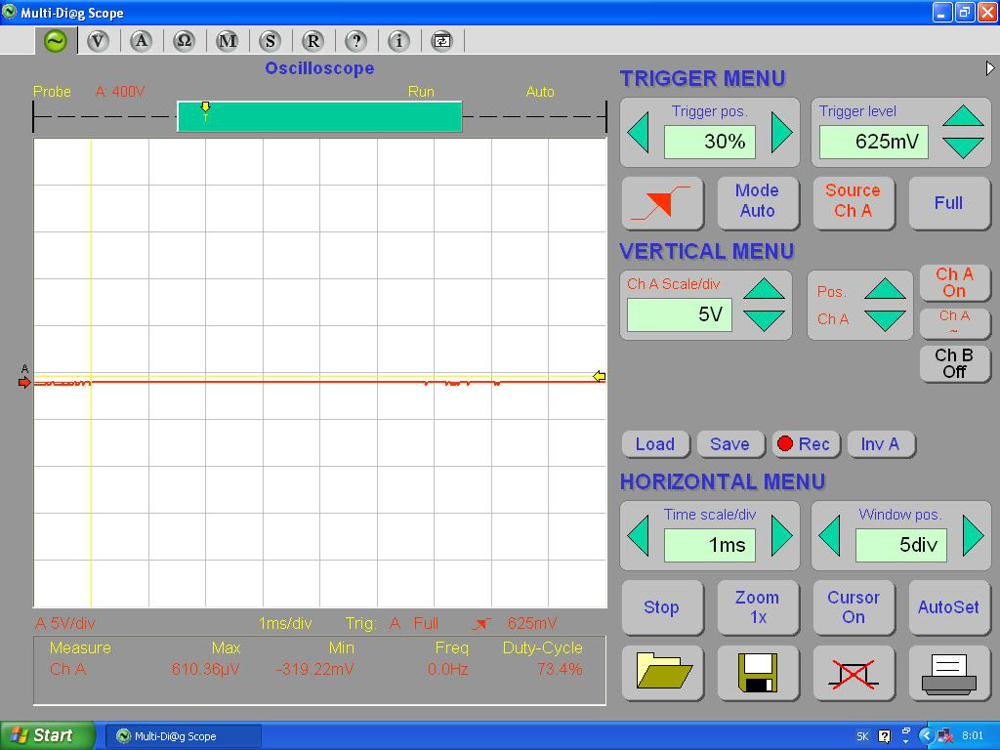 Multi-Di@g Scope
V A Ω M S R ? i
Oscilloscope
Probe A: 400V Run Auto
T
A
A 5V/div 1ms/div Trig: A Full 625mV
Measure Max Min Freq Duty-Cycle
Ch A 610.36µV -319.22mV 0.0Hz 73.4%
TRIGGER MENU
Trigger pos. Trigger level
30% 625mV
Mode Auto
Source Ch A
Full
VERTICAL MENU
Ch A Scale/div
5V
Pos.
Ch A
Ch A On
Ch A ~
Ch B Off
Load Save Rec Inv A
HORIZONTAL MENU
Time scale/div Window pos.
1ms 5div
Stop
Zoom 1x
Cursor On
AutoSet
Start Multi-Di@g Scope SK ? 8:01